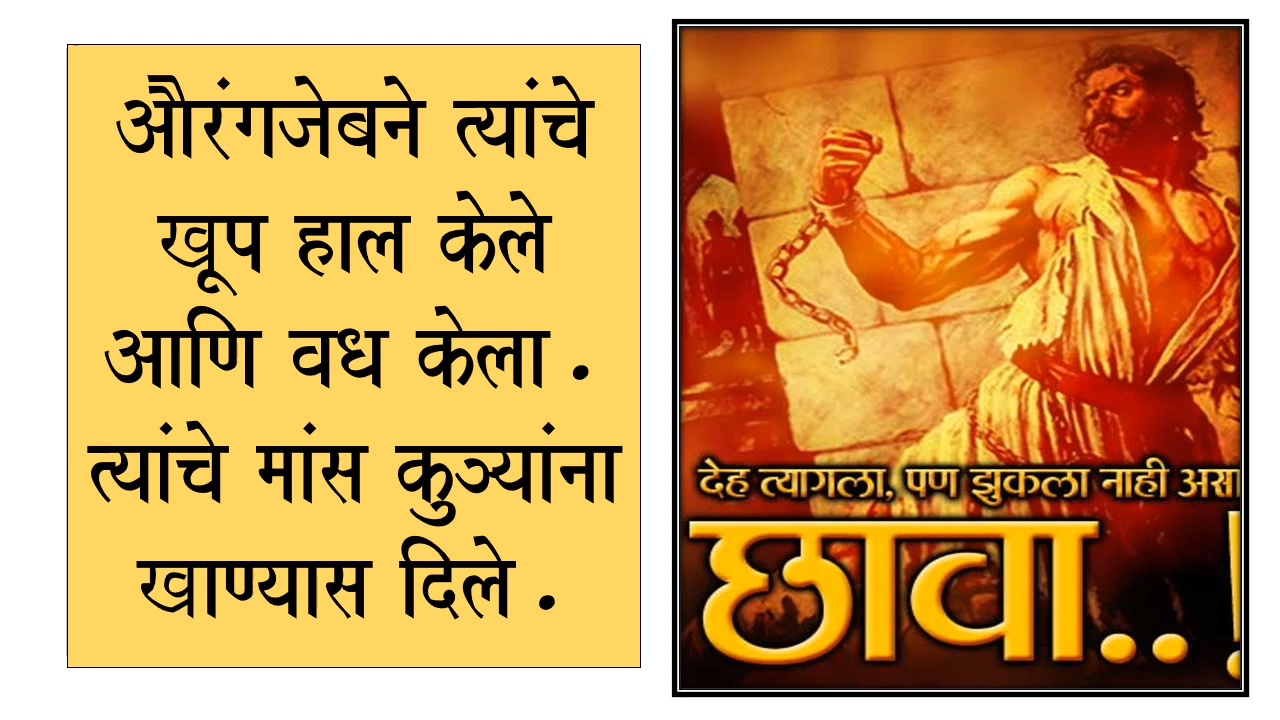 औरंगजेबने त्यांचे
खूप हाल केले
आणि वध केला .
त्यांचे मांस कुञ्यांना
खाण्यास दिले .
देह त्यागला, पण झुकला नाही असा
छावा.. !